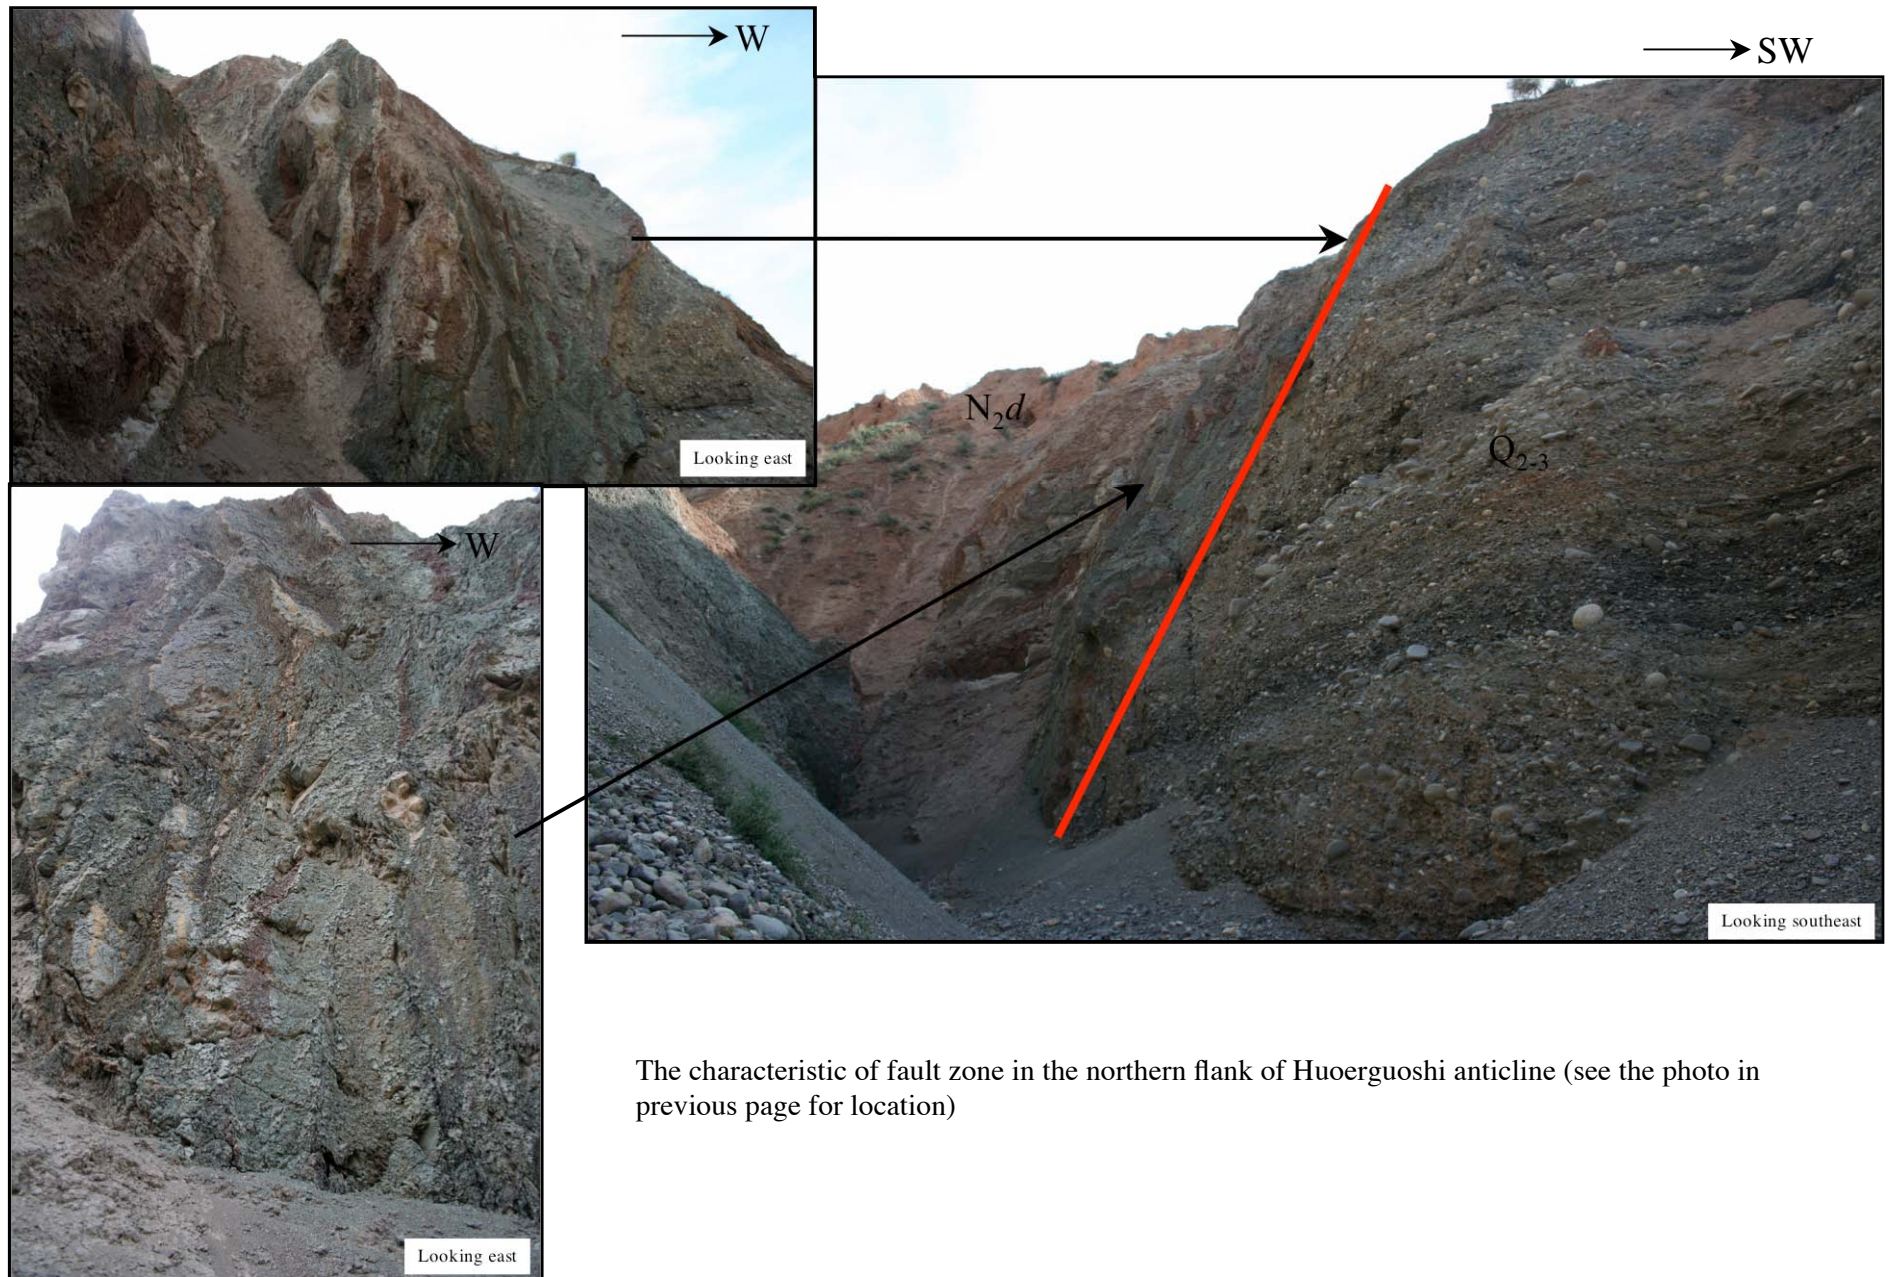 W
SW
N₂d
Q₂₋₃
Looking east
W
Looking southeast
The characteristic of fault zone in the northern flank of Huoerguoshi anticline (see the photo in
previous page for location)
Looking east